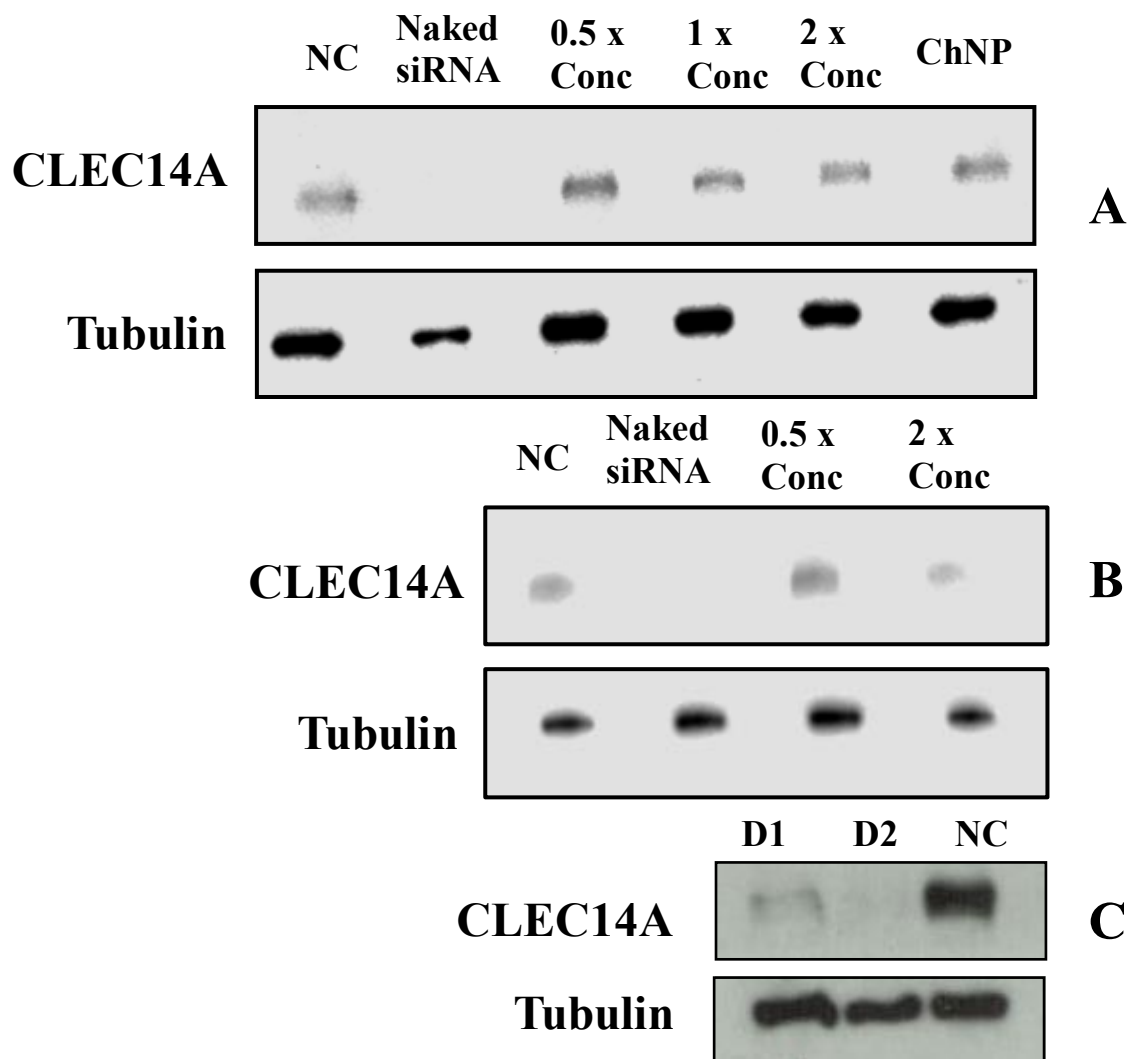 NC Naked siRNA 0.5 x Conc 1 x Conc 2 x Conc ChNP
CLEC14A
A
Tubulin
NC Naked siRNA 0.5 x Conc 2 x Conc
CLEC14A
B
Tubulin
D1 D2 NC
CLEC14A
C
Tubulin